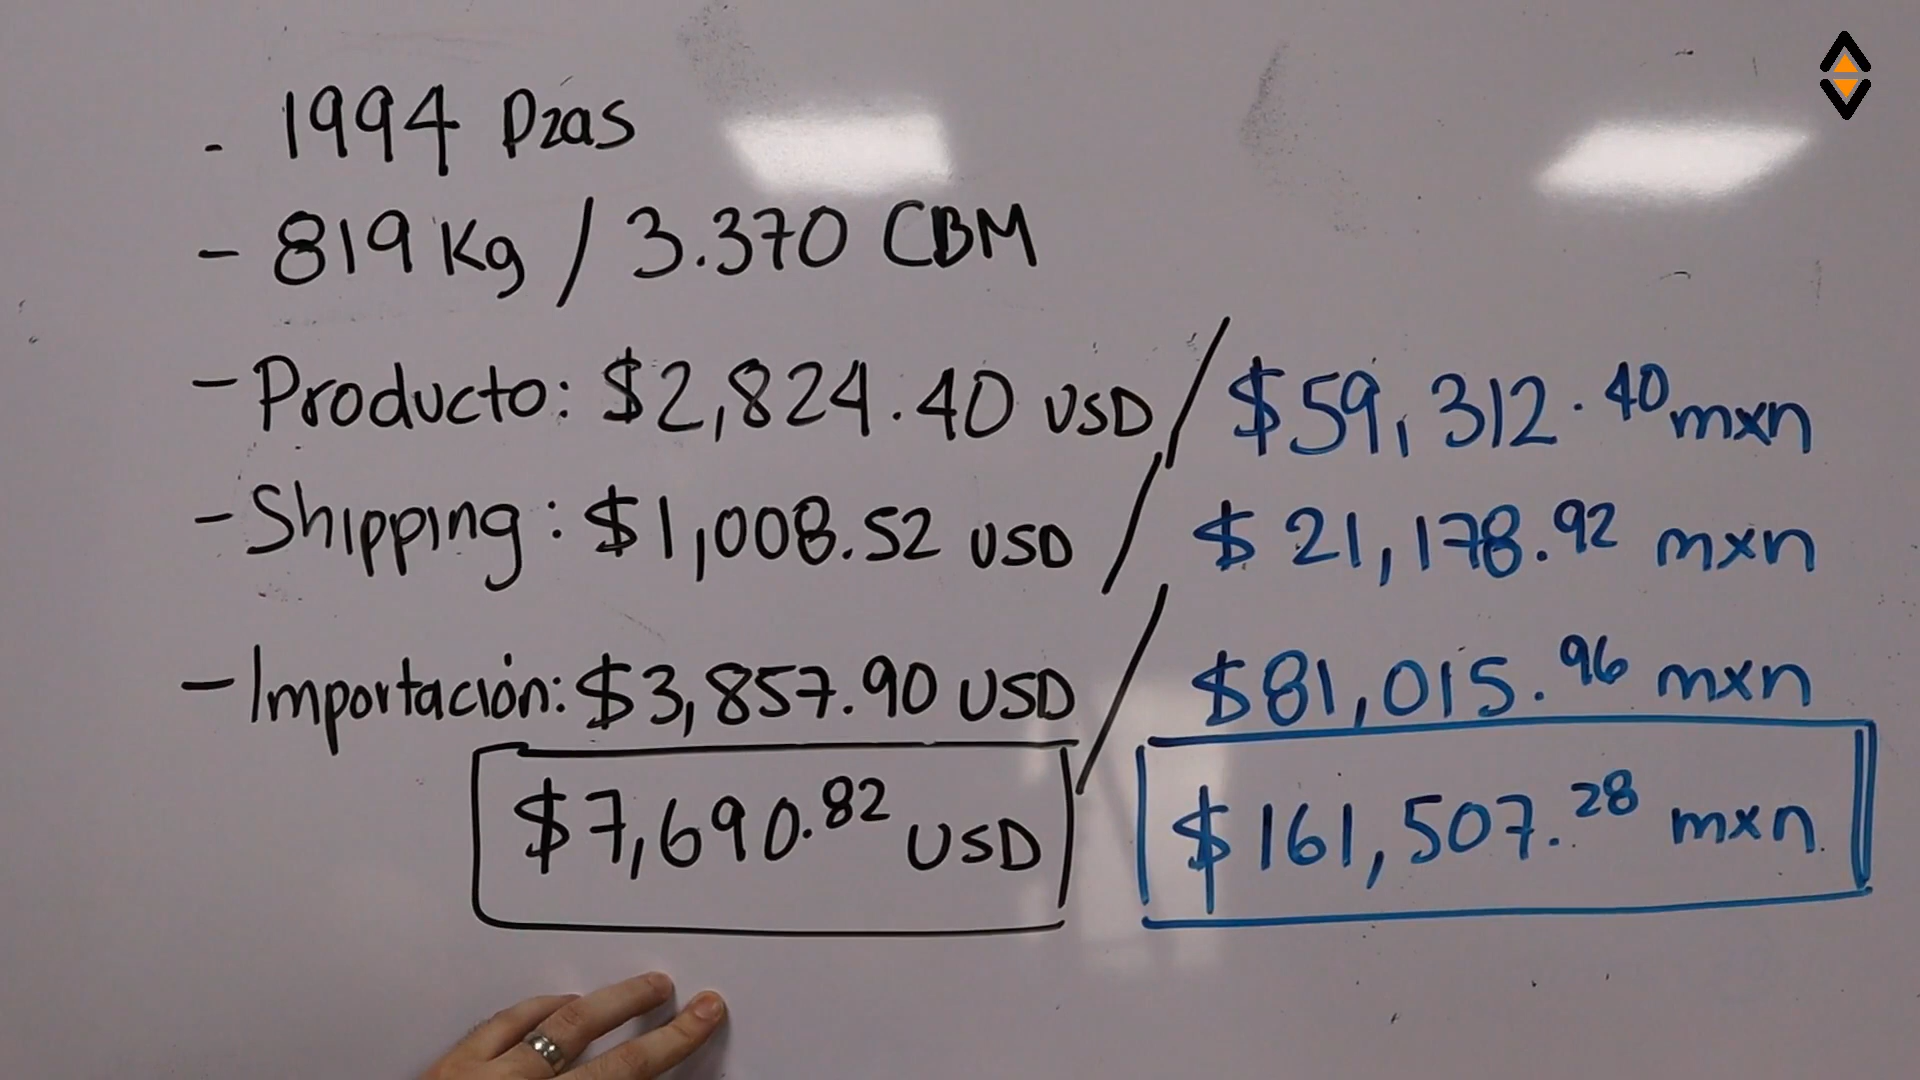 - 1994 Pzas
- 819 Kg / 3.370 CBM
- Producto: $2,824.40 USD / $59,312.40 mxn
- Shipping: $1,008.52 USD / $21,178.92 mxn
- Importación: $3,857.90 USD / $81,015.96 mxn
$7,690.82 USD / $161,507.28 mxn